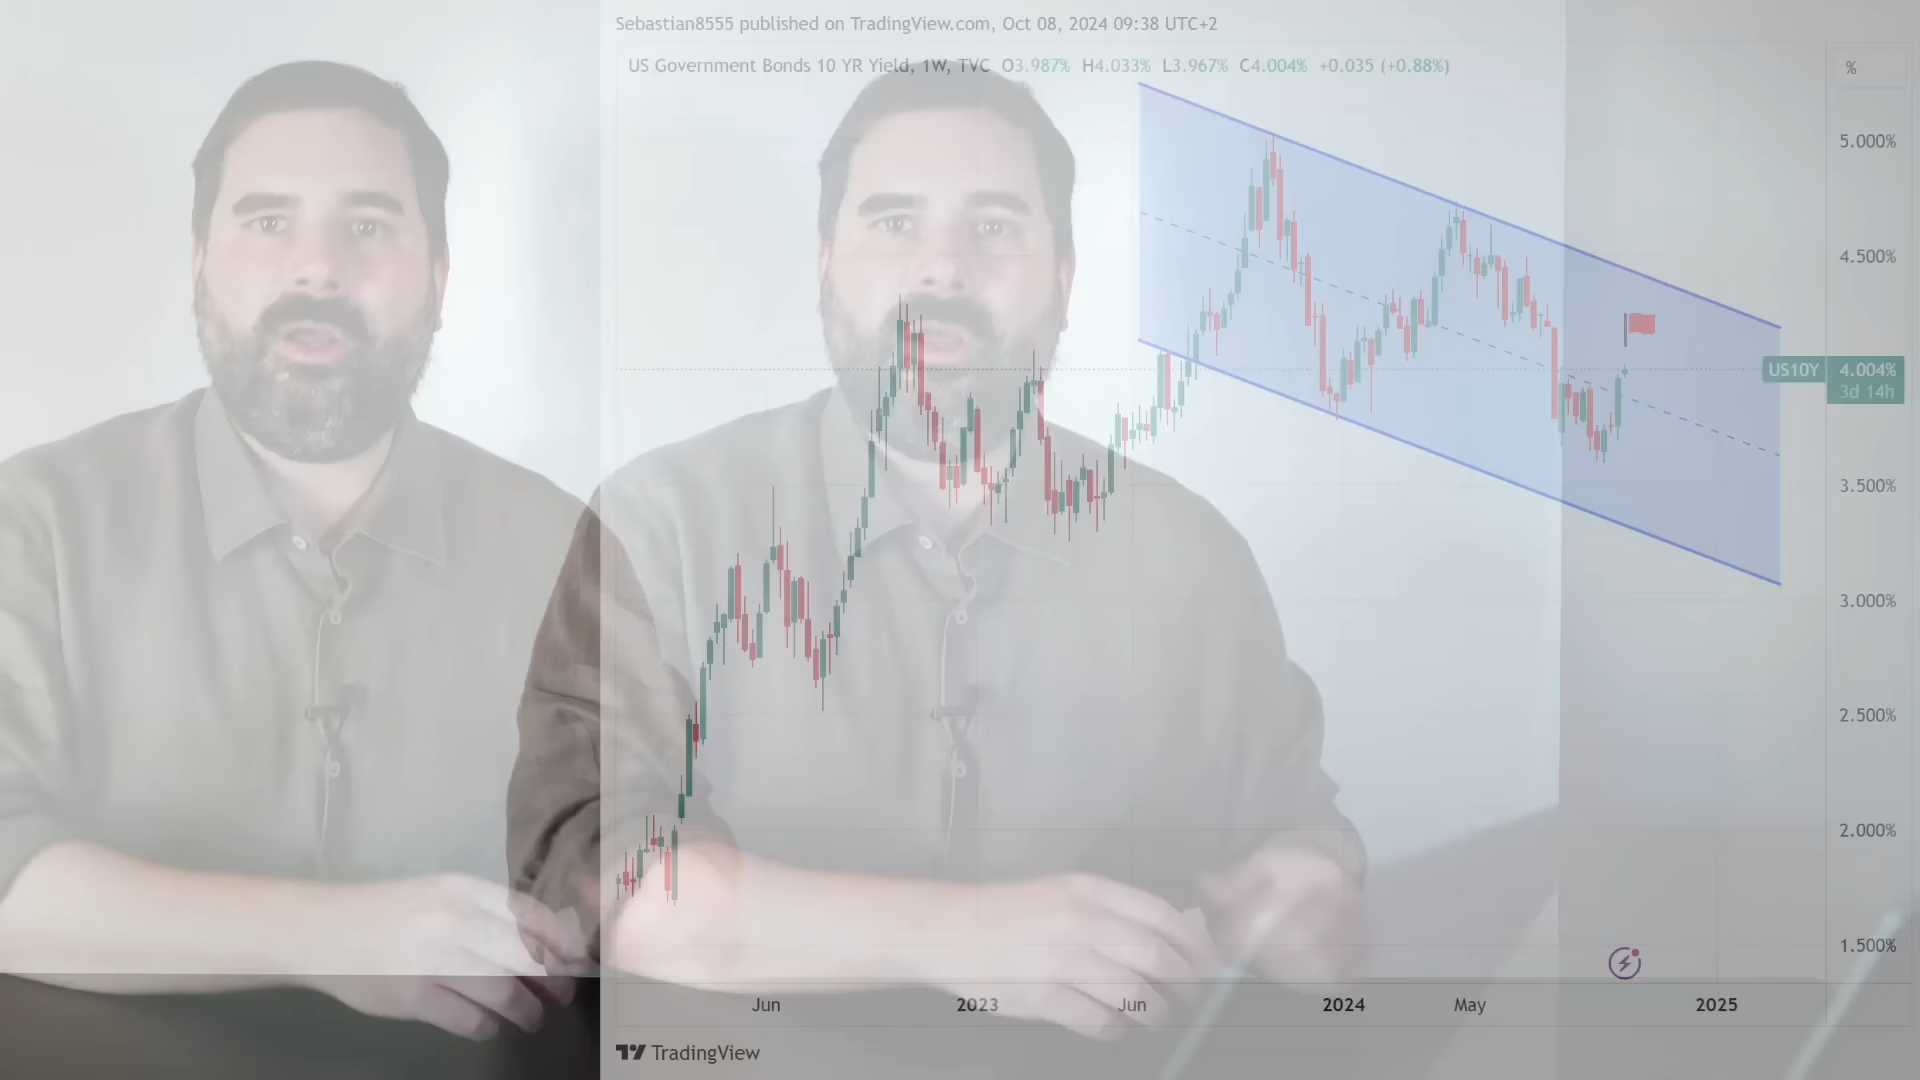 Sebastian8555 published on TradingView.com, Oct 08, 2024 09:38 UTC+2
US Government Bonds 10 YR Yield, 1W, TVC O3.987% H4.033% L3.967% C4.004% +0.035 (+0.88%)
%
5.000%
4.500%
US10Y 4.004%
3d 14h
3.500%
3.000%
2.500%
2.000%
1.500%
Jun 2023 Jun 2024 May 2025
TradingView